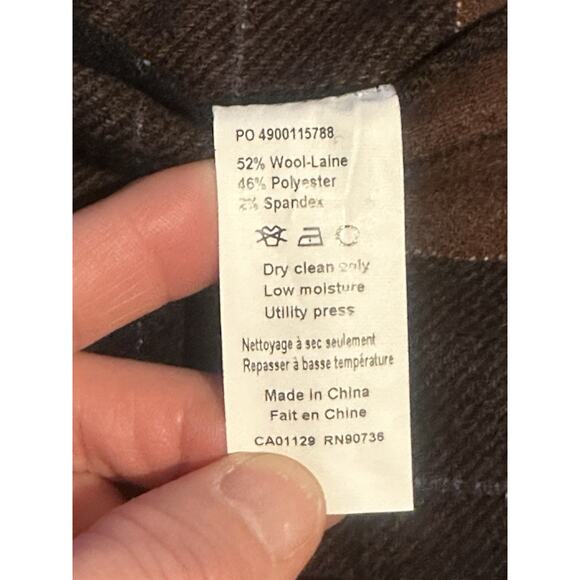 PO 4900115788
52% Wool-Laine
46% Polyester
2% Spandex
Dry clean only
Low moisture
Utility press
Nettoyage à sec seulement
Repasser à basse température
Made in China
Fait en Chine
CA01129 RN90736